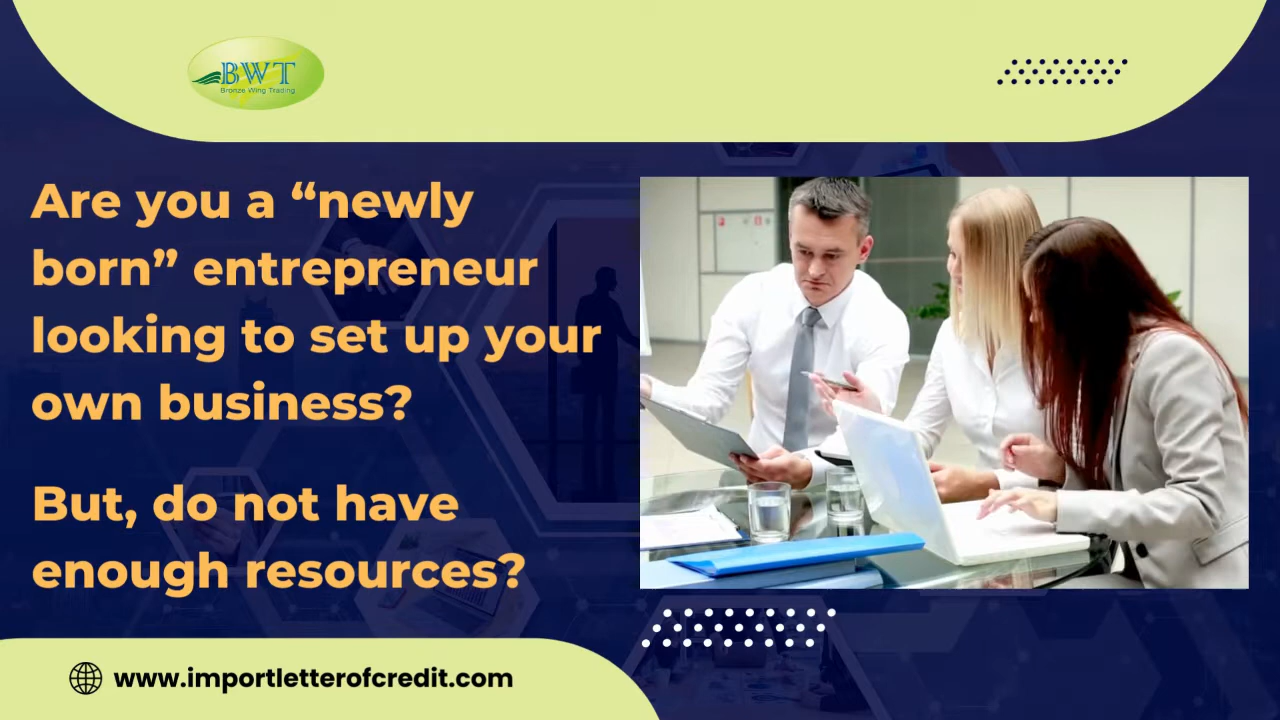 BWT
Bronze Wing Trading
Are you a “newly
born” entrepreneur
looking to set up your
own business?
But, do not have
enough resources?
www.importletterofcredit.com